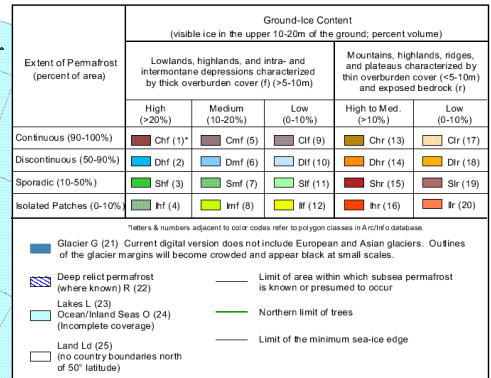 Ground-Ice Content
(visible ice in the upper 10-20m of the ground; percent volume)
Extent of Permafrost
(percent of area)
Lowlands, highlands, and intra- and
intermontane depressions characterized
by thick overburden cover (f) (>5-10m)
Mountains, highlands, ridges,
and plateaus characterized by
thin overburden cover (<5-10m)
and exposed bedrock (r)
High
(>20%)
Medium
(10-20%)
Low
(0-10%)
High to Med.
(>10%)
Low
(0-10%)
Continuous (90-100%) Chf (1)* Cmf (5) Clf (9) Chr (13) Clr (17)
Discontinuous (50-90%) Dhf (2) Dmf (6) Dlf (10) Dhr (14) Dlr (18)
Sporadic (10-50%) Shf (3) Smf (7) Slf (11) Shr (15) Slr (19)
Isolated Patches (0-10%) Ihf (4) Imf (8) Ilf (12) Ihr (16) Ilr (20)
*letters & numbers adjacent to color codes refer to polygon classes in Arc/Info database.
Glacier G (21) Current digital version does not include European and Asian glaciers. Outlines
of the glacier margins will become crowded and appear black at small scales.
Deep relict permafrost
(where known) R (22)
Lakes L (23)
Ocean/Inland Seas O (24)
(Incomplete coverage)
Land Ld (25)
(no country boundaries north
of 50° latitude)
Limit of area within which subsea permafrost
is known or presumed to occur
Northern limit of trees
Limit of the minimum sea-ice edge